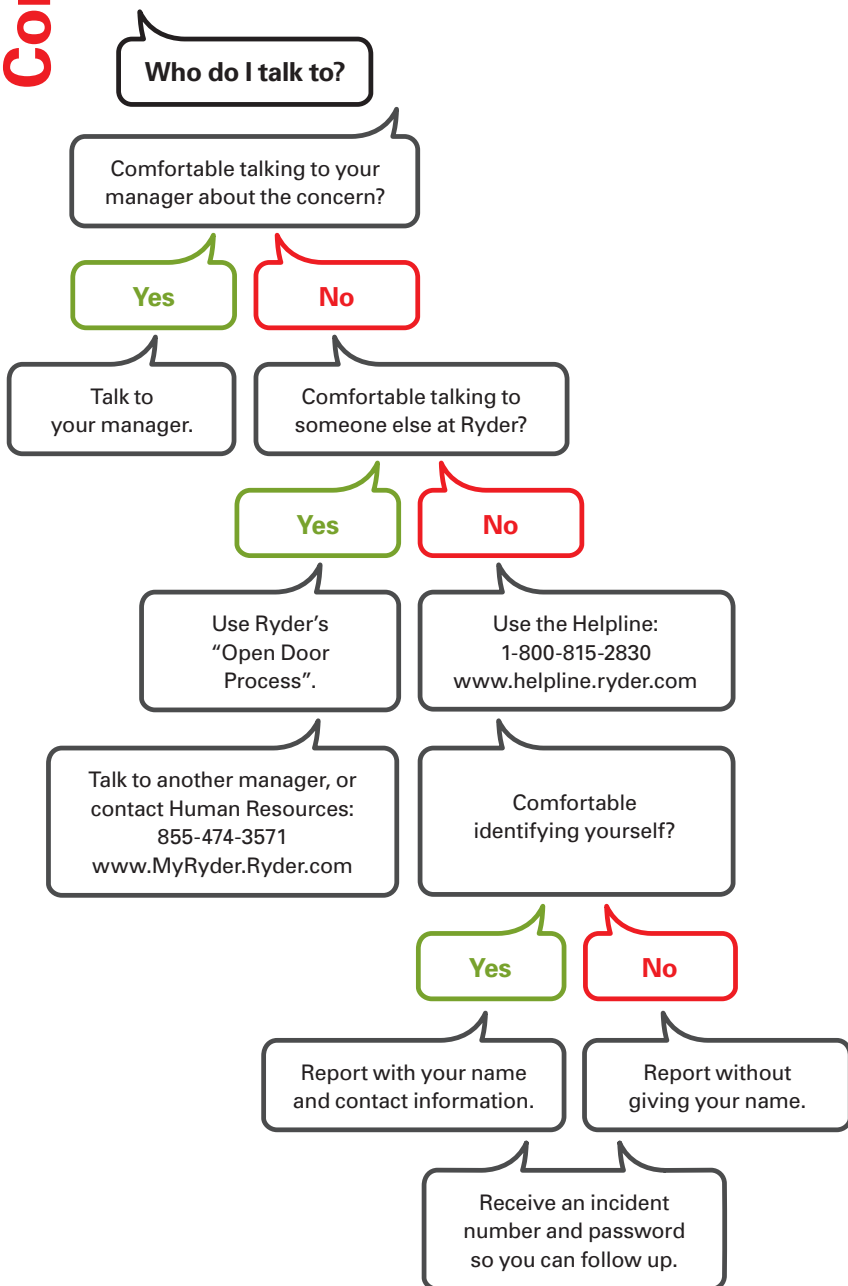 Who do I talk to?
Comfortable talking to your
manager about the concern?
Yes
No
Talk to
your manager.
Comfortable talking to
someone else at Ryder?
Yes
No
Use Ryder’s
“Open Door
Process”.
Use the Helpline:
1-800-815-2830
www.helpline.ryder.com
Talk to another manager, or
contact Human Resources:
855-474-3571
www.MyRyder.Ryder.com
Comfortable
identifying yourself?
Yes
No
Report with your name
and contact information.
Report without
giving your name.
Receive an incident
number and password
so you can follow up.